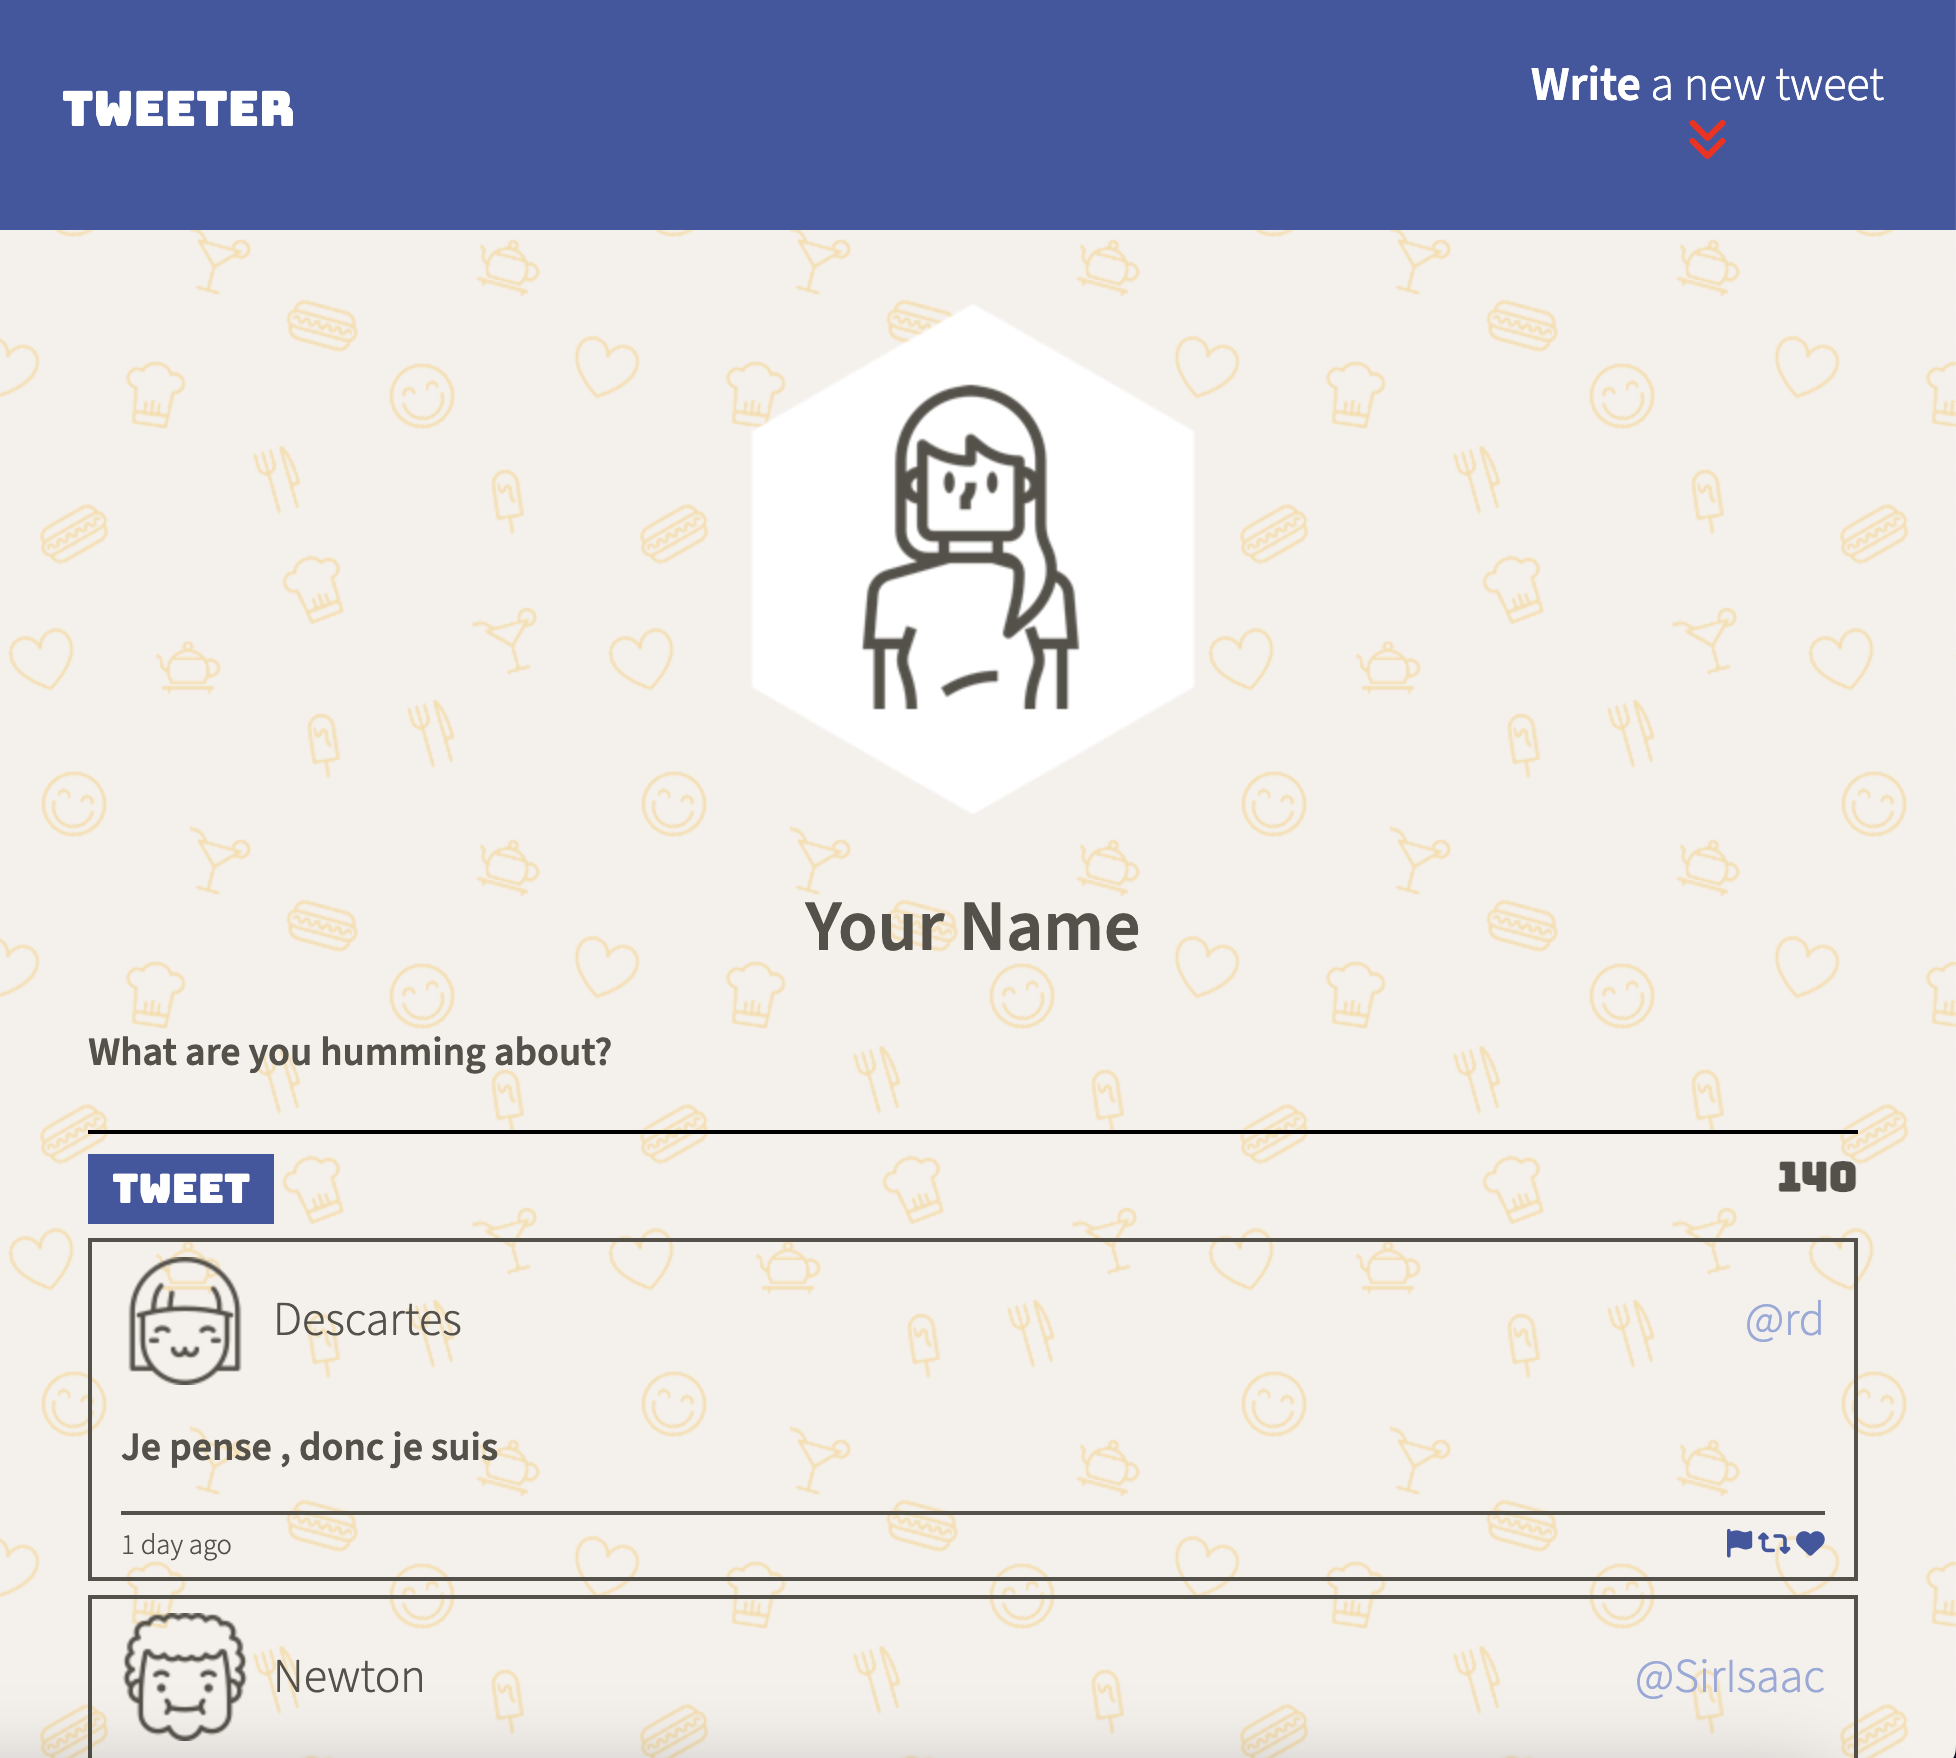 TWEETER
Write a new tweet
Your Name
What are you humming about?
TWEET
140
Descartes
@rd
Je pense , donc je suis
1 day ago
Newton
@SirIsaac